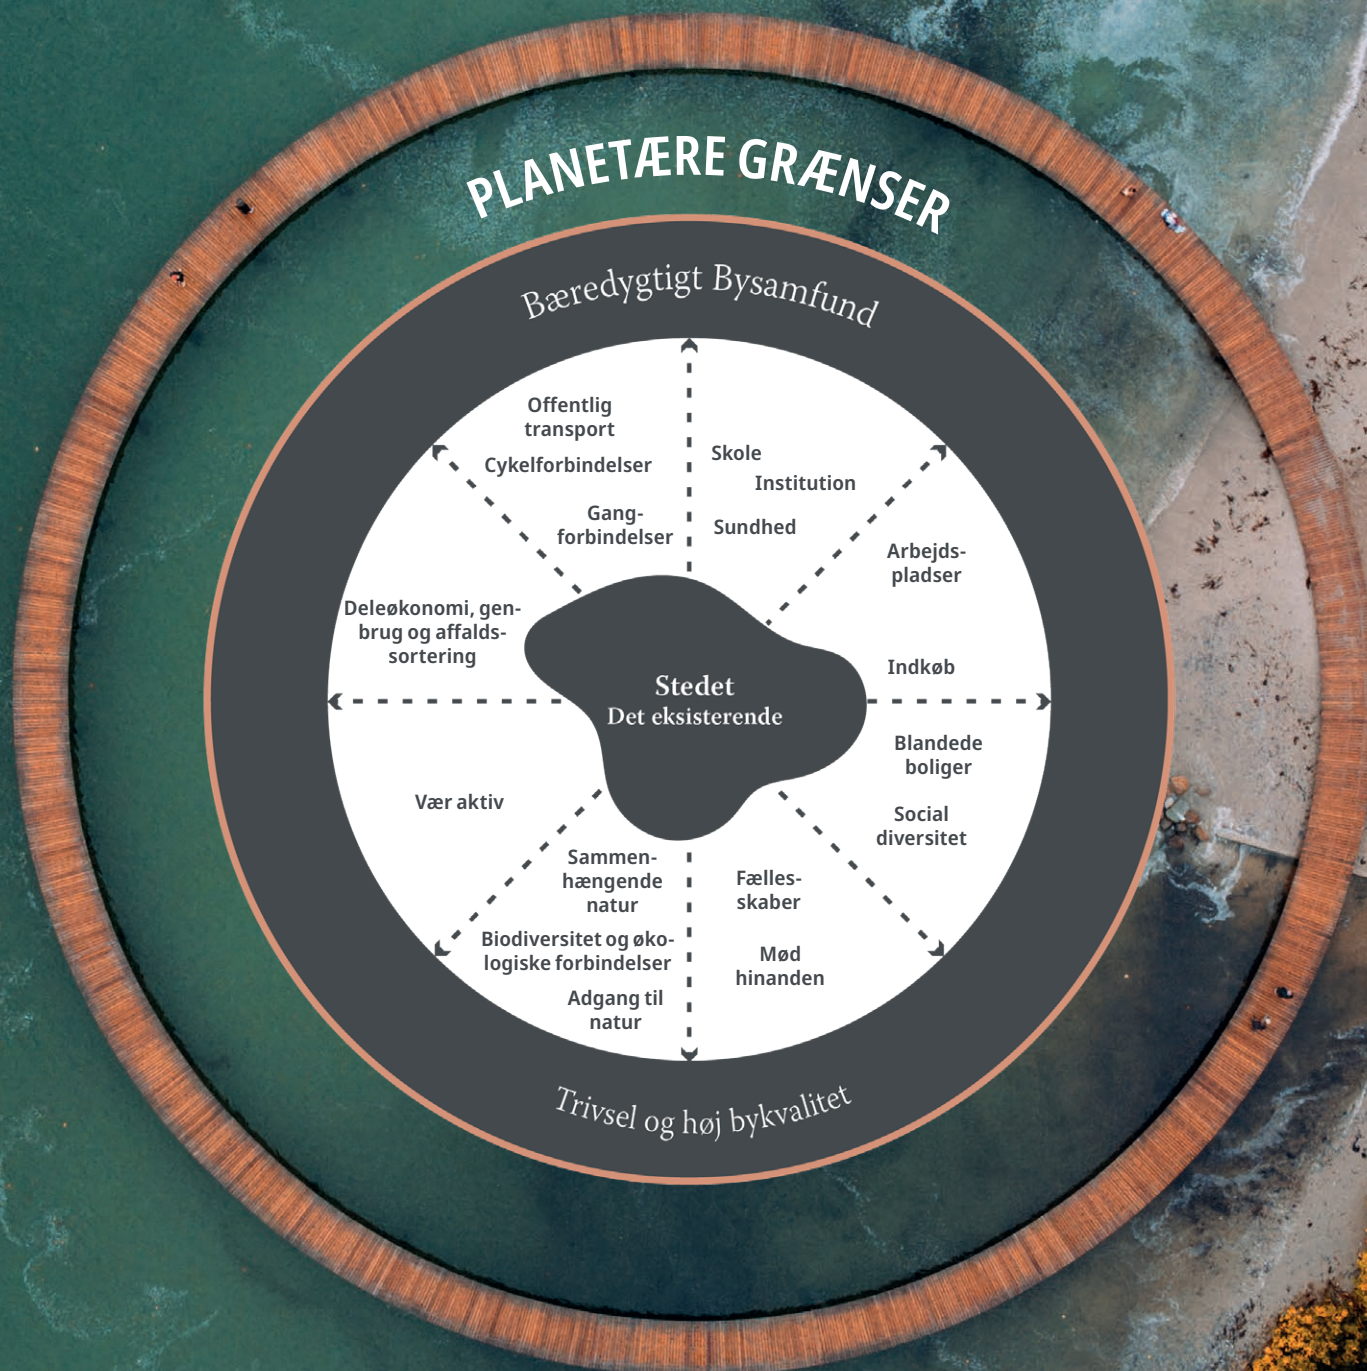 PLANETÆRE GRÆNSER
Bæredygtigt Bysamfund
Offentlig
transport
Cykelforbindelser
Gang-
forbindelser
Skole
Institution
Sundhed
Arbejds-
pladser
Indkøb
Deleøkonomi, gen-
brug og affalds-
sortering
Stedet
Det eksisterende
Blandede
boliger
Social
diversitet
Vær aktiv
Sammen-
hængende
natur
Biodiversitet og øko-
logiske forbindelser
Adgang til
natur
Fælles-
skaber
Mød
hinanden
Trivsel og høj bykvalitet